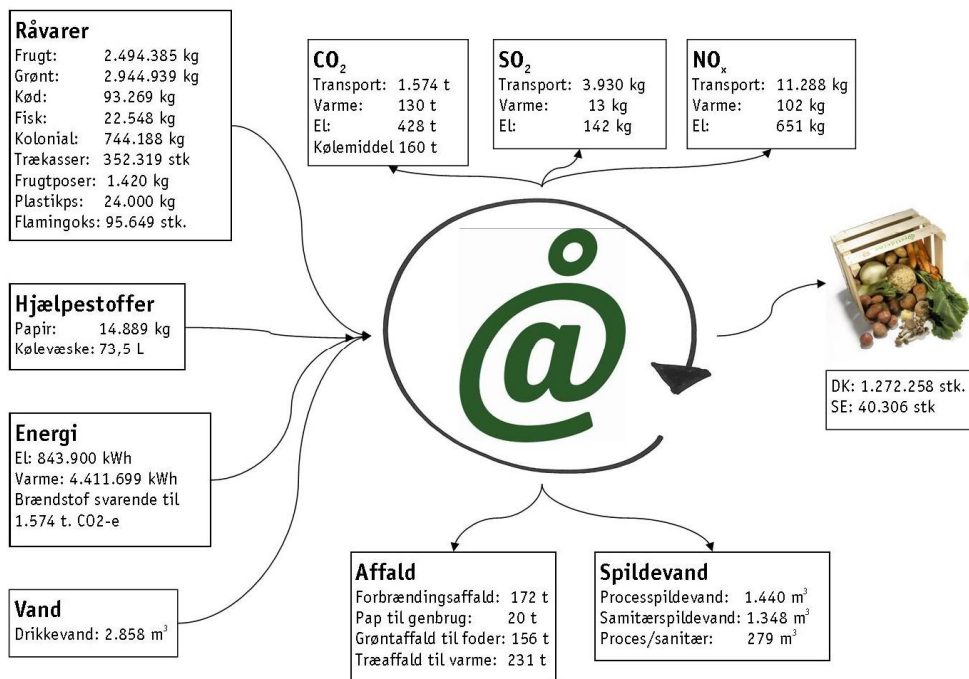 Råvarer
Frugt: 2.494.385 kg
Grønt: 2.944.939 kg
Kød: 93.269 kg
Fisk: 22.548 kg
Kolonial: 744.188 kg
Trækasser: 352.319 stk
Frugtposer: 1.420 kg
Plastikps: 24.000 kg
Flamingoks: 95.649 stk.
Hjælpestoffer
Papir: 14.889 kg
Kølevæske: 73,5 L
Energi
El: 843.900 kWh
Varme: 4.411.699 kWh
Brændstof svarende til
1.574 t. CO2-e
Vand
Drikkevand: 2.858 m³
CO₂
Transport: 1.574 t
Varme: 130 t
El: 428 t
Kølemiddel 160 t
SO₂
Transport: 3.930 kg
Varme: 13 kg
El: 142 kg
NOₓ
Transport: 11.288 kg
Varme: 102 kg
El: 651 kg
å
DK: 1.272.258 stk.
SE: 40.306 stk
Affald
Forbrændingsaffald: 172 t
Pap til genbrug: 20 t
Grøntaffald til foder: 156 t
Træaffald til varme: 231 t
Spildevand
Processpildevand: 1.440 m³
Sanitærspildevand: 1.348 m³
Proces/sanitær: 279 m³